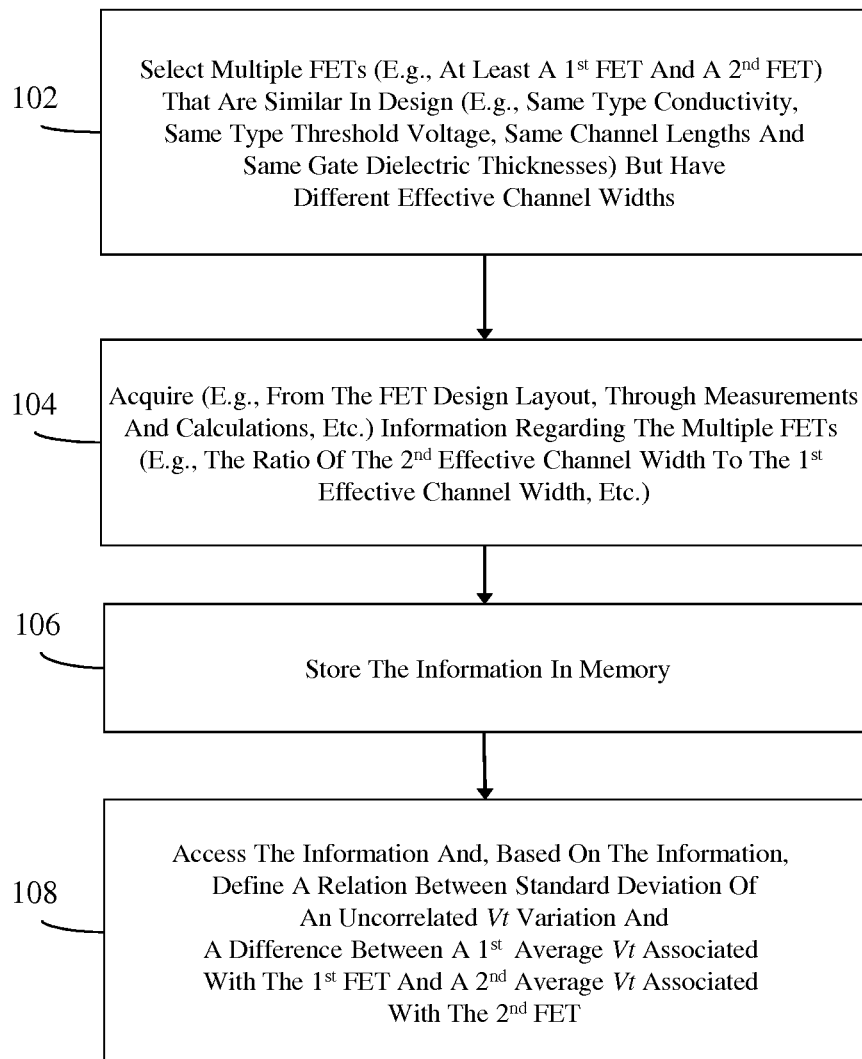 102
Select Multiple FETs (E.g., At Least A 1st FET And A 2nd FET)
That Are Similar In Design (E.g., Same Type Conductivity,
Same Type Threshold Voltage, Same Channel Lengths And
Same Gate Dielectric Thicknesses) But Have
Different Effective Channel Widths
104
Acquire (E.g., From The FET Design Layout, Through Measurements
And Calculations, Etc.) Information Regarding The Multiple FETs
(E.g., The Ratio Of The 2nd Effective Channel Width To The 1st
Effective Channel Width, Etc.)
106
Store The Information In Memory
108
Access The Information And, Based On The Information,
Define A Relation Between Standard Deviation Of
An Uncorrelated Vt Variation And
A Difference Between A 1st Average Vt Associated
With The 1st FET And A 2nd Average Vt Associated
With The 2nd FET